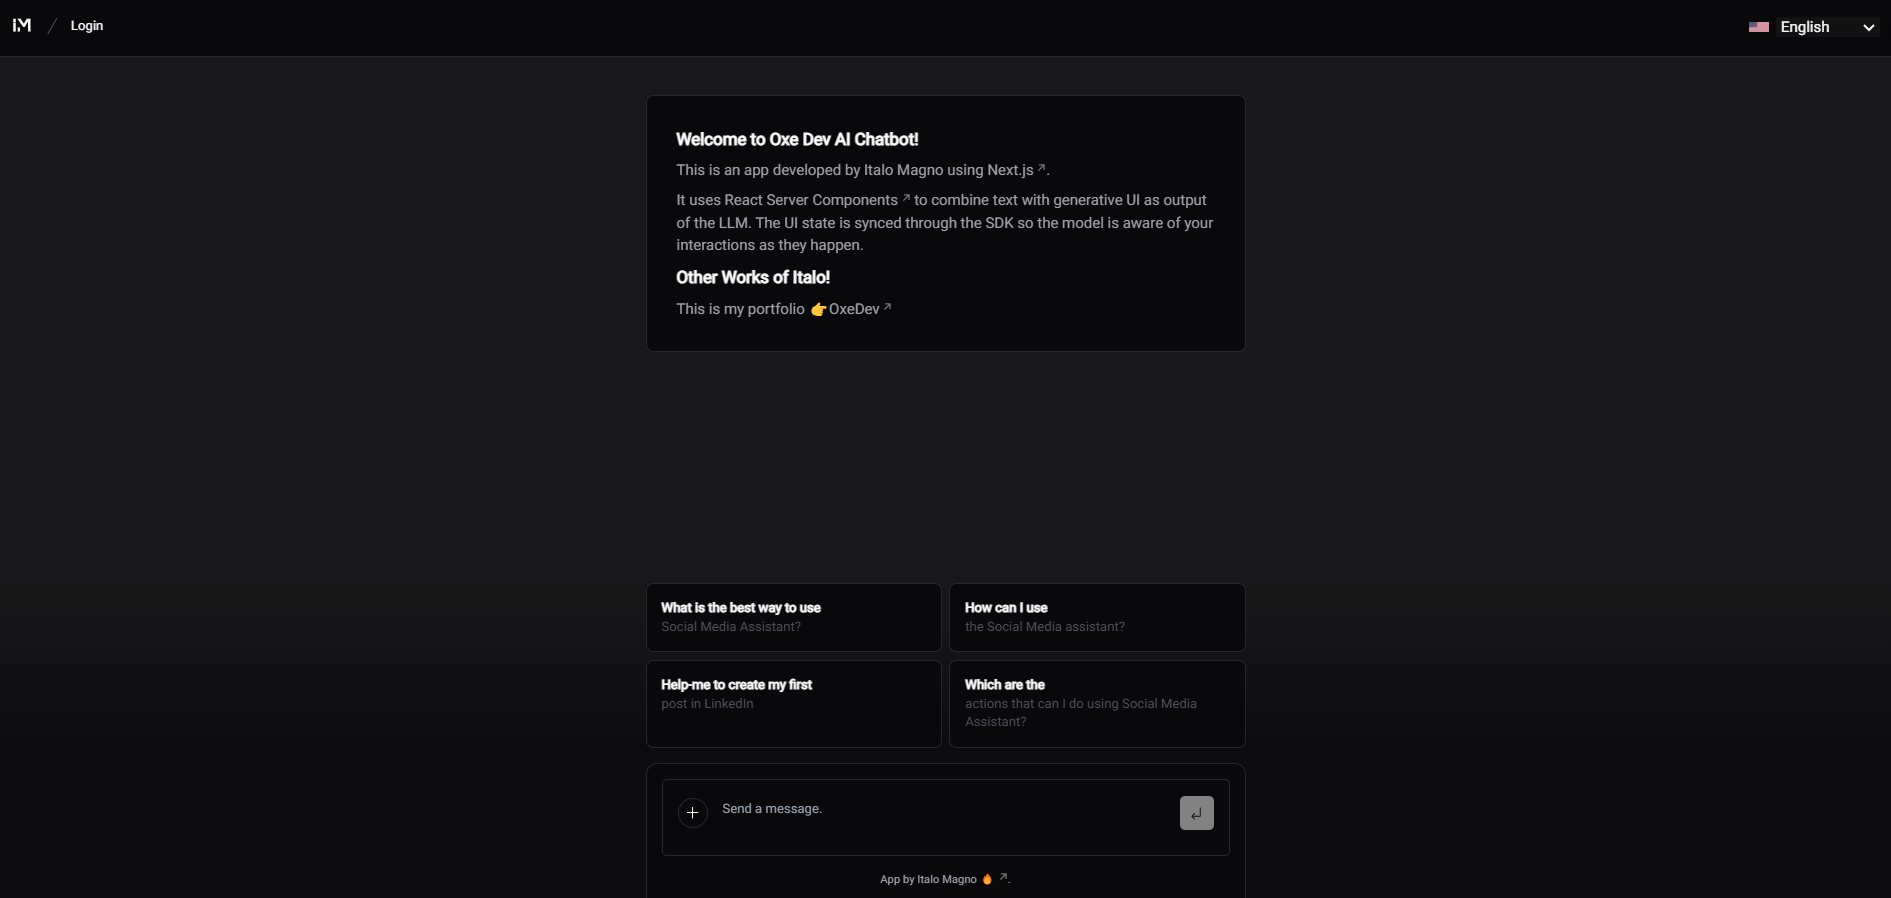 IM / Login
English
Welcome to Oxe Dev AI Chatbot!
This is an app developed by Italo Magno using Next.js.
It uses React Server Components to combine text with generative UI as output
of the LLM. The UI state is synced through the SDK so the model is aware of your
interactions as they happen.
Other Works of Italo!
This is my portfolio 👉OxeDev
What is the best way to use
Social Media Assistant?
How can I use
the Social Media assistant?
Help-me to create my first
post in LinkedIn
Which are the
actions that can I do using Social Media
Assistant?
Send a message.
App by Italo Magno 🔥 .